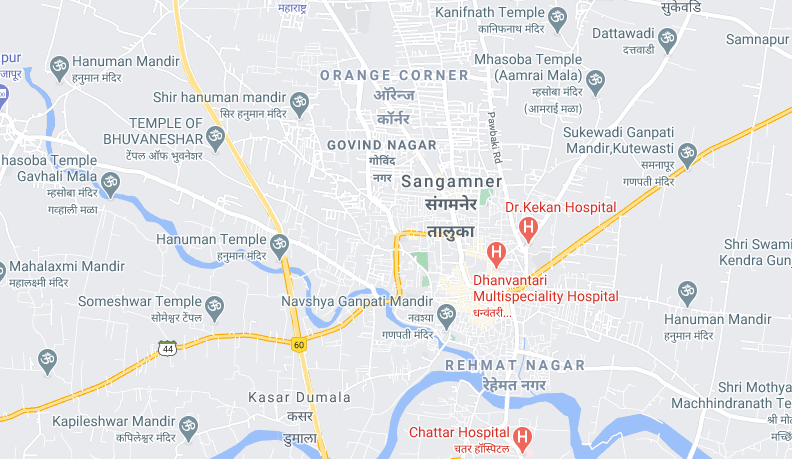 महाराष्ट्र
Kanifnath Temple
कानिफनाथ मंदिर
सुकेवडि
Dattawadi
दत्तवाडी
Samnapur
pur
जापूर
Hanuman Mandir
हनुमान मंदिर
Mhasoba Temple
(Aamrai Mala)
म्हसोबा मंदिर
(आमराई मळा)
ORANGE CORNER
ऑरेन्ज
कॉर्नर
Shir hanuman mandir
सिर हनुमान मंदिर
TEMPLE OF
BHUVANESHAR
टेंपल ऑफ भुवनेशर
Pawbaki Rd
Sukewadi Ganpati
Mandir,Kutewasti
समनापूर
गणपती मंदिर
GOVIND NAGAR
गोविंद
नगर
hasoba Temple
Gavhali Mala
म्हसोबा मंदिर
गव्हाली मळा
Sangamner
संगमनेर
तालुका
Dr.Kekan Hospital
Hanuman Temple
हनुमान मंदिर
Shri Swami
Kendra Gunj
Mahalaxmi Mandir
महालक्ष्मी मंदिर
Dhanvantari
Multispeciality Hospital
धन्वंतरी...
Someshwar Temple
सोमेश्वर टेंपल
Navshya Ganpati Mandir
नवश्या
गणपती मंदिर
Hanuman Mandir
हनुमान मंदिर
44
60
REHMAT NAGAR
रेहेमत नगर
Kasar Dumala
कसर
डुमाला
Shri Mothya
Machhindranath Te
श्री मो
मच्छि
Kapileshwar Mandir
कपिलेश्वर मंदिर
Chattar Hospital
चतर हॉस्पिटल